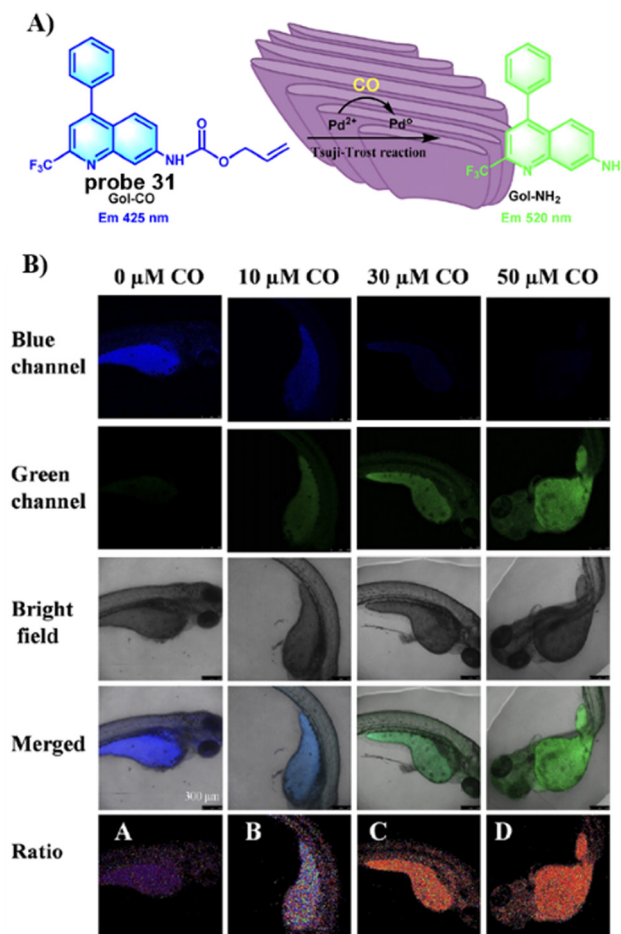 A)
F₃C
N
NH
O
O
probe 31
Gol-CO
Em 425 nm
CO
Pd²⁺
Pd⁰
Tsuji-Trost reaction
F₃C
N
NH
Gol-NH₂
Em 520 nm
B)
0 µM CO
10 µM CO
30 µM CO
50 µM CO
Blue
channel
Green
channel
Bright
field
Merged
300 µm
Ratio
A
B
C
D